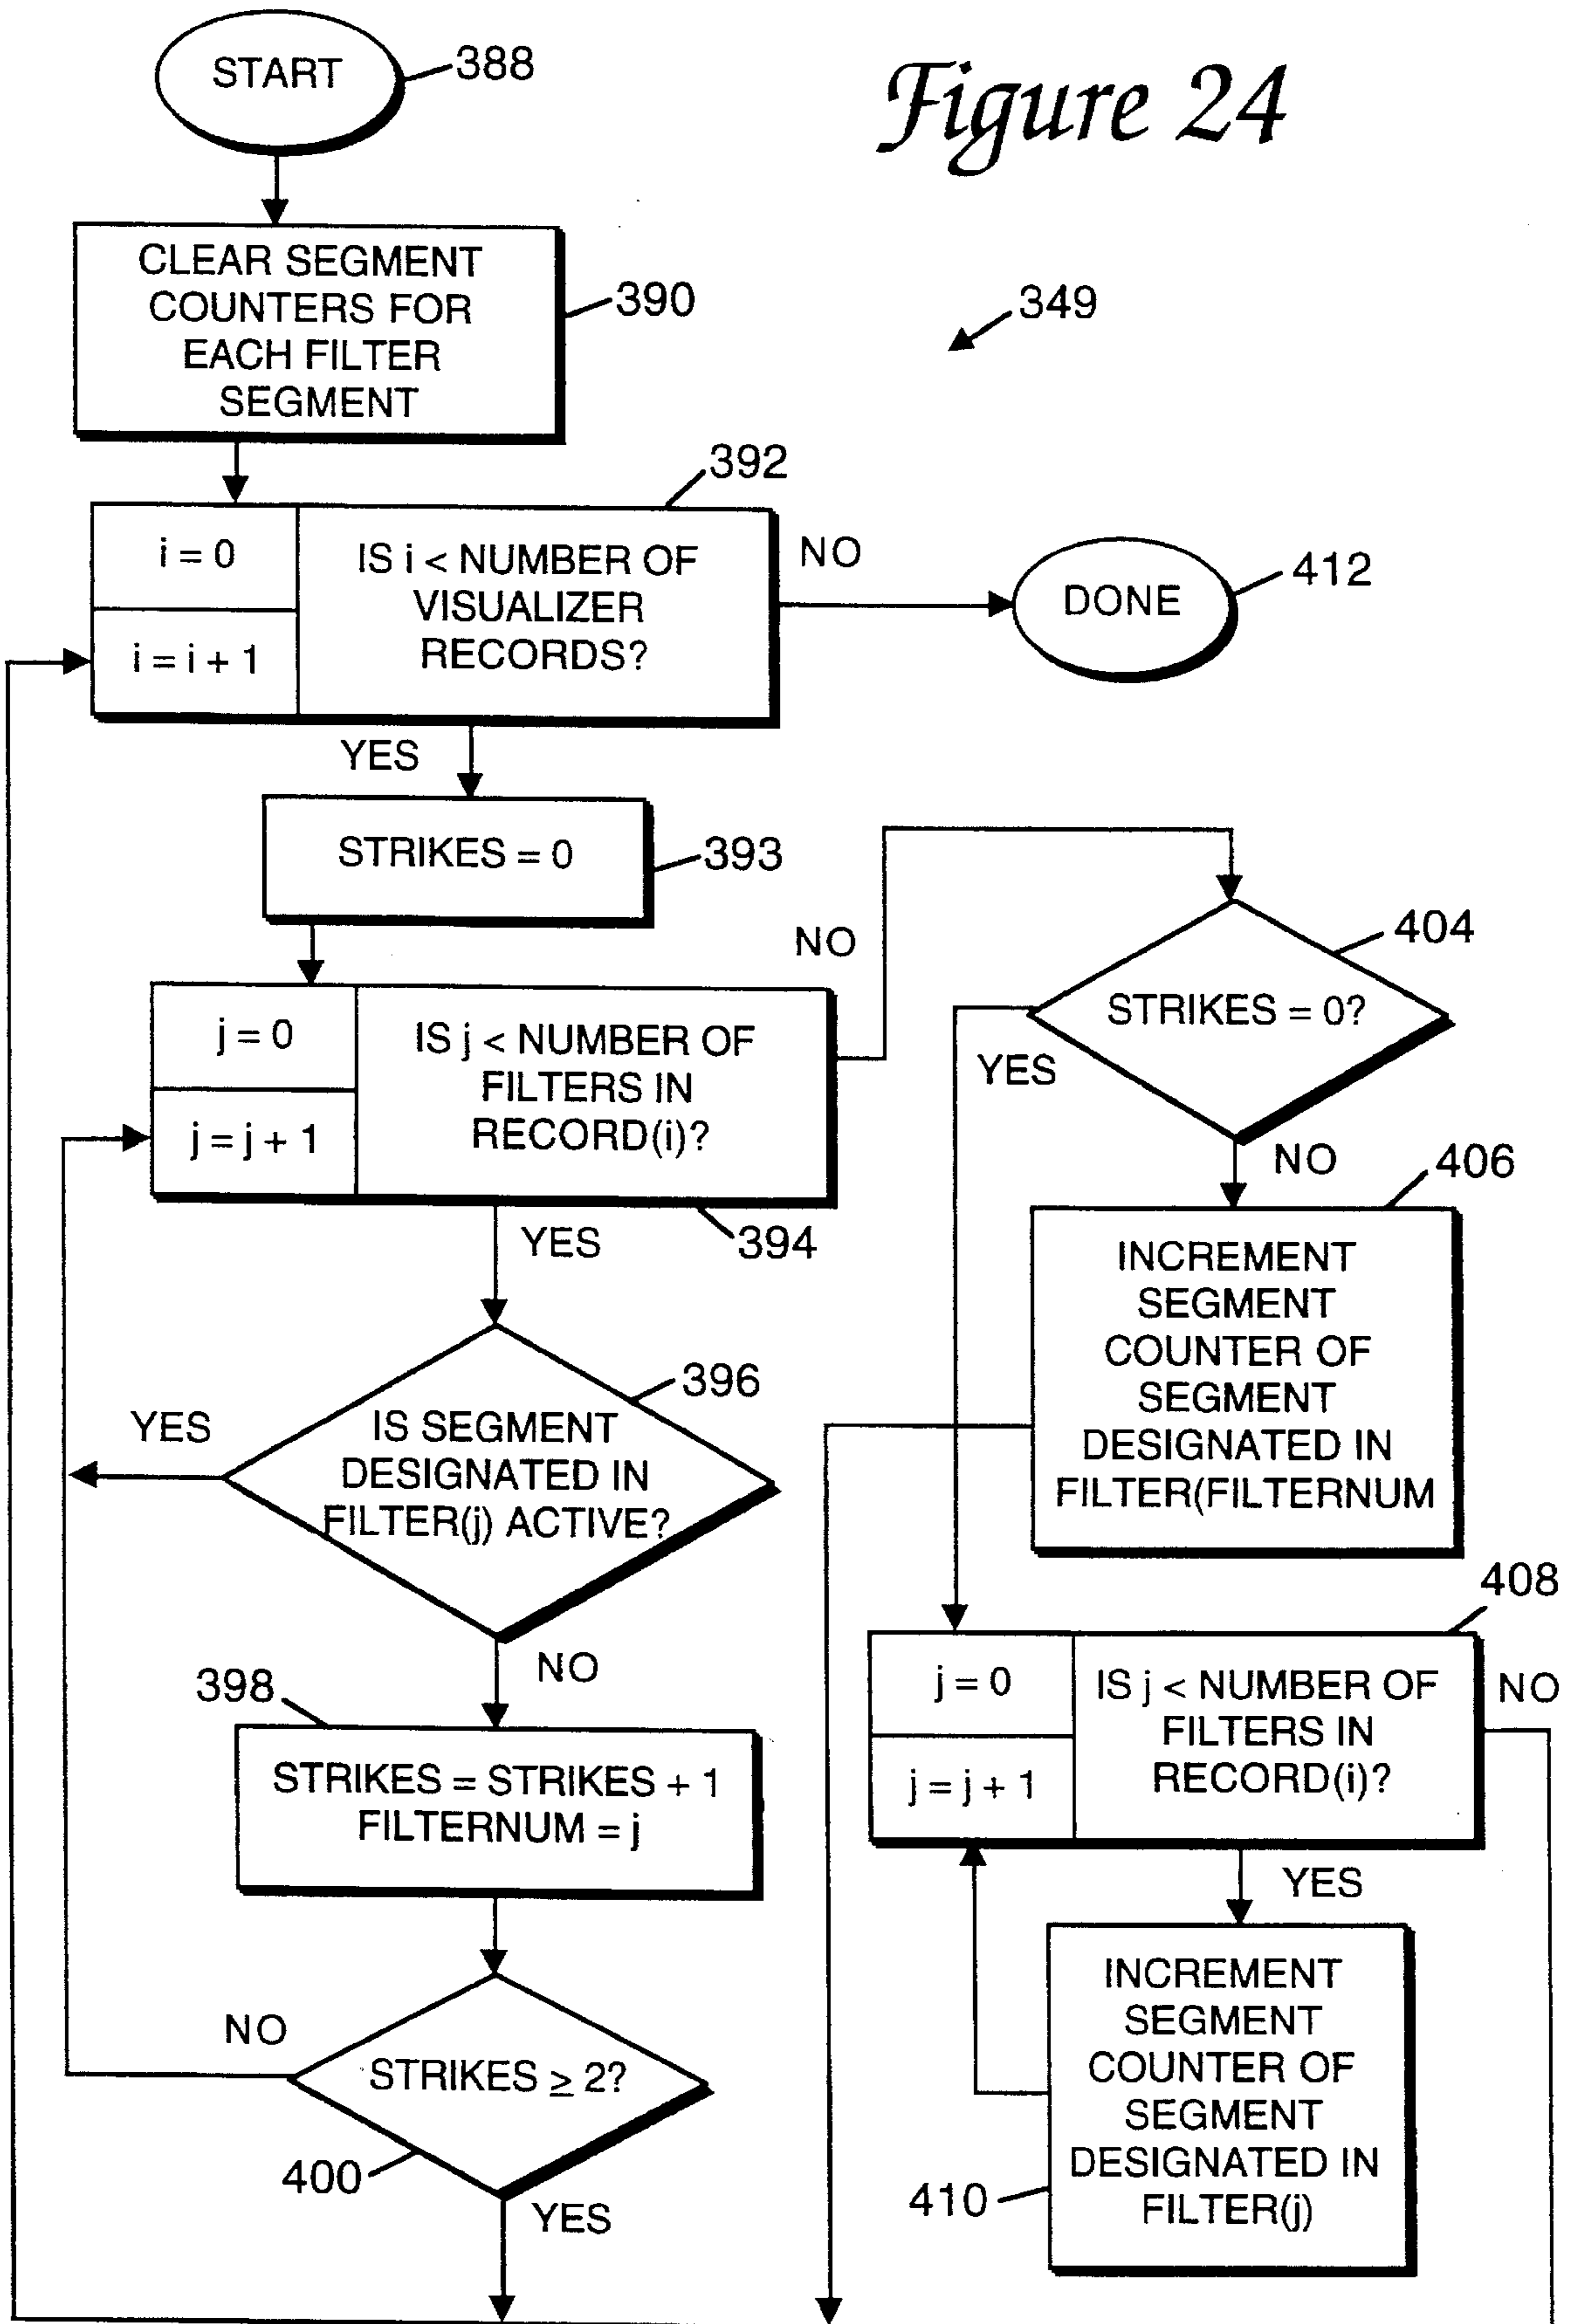 Figure 24
START
388
CLEAR SEGMENT
COUNTERS FOR
EACH FILTER
SEGMENT
390
349
392
i = 0
i = i + 1
IS i < NUMBER OF
VISUALIZER
RECORDS?
NO
DONE
412
YES
STRIKES = 0
393
NO
j = 0
j = j + 1
IS j < NUMBER OF
FILTERS IN
RECORD(i)?
394
YES
404
STRIKES = 0?
YES
NO
406
INCREMENT
SEGMENT
COUNTER OF
SEGMENT
DESIGNATED IN
FILTER(FILTERNUM
396
YES
IS SEGMENT
DESIGNATED IN
FILTER(j) ACTIVE?
NO
398
STRIKES = STRIKES + 1
FILTERNUM = j
408
j = 0
j = j + 1
IS j < NUMBER OF
FILTERS IN
RECORD(i)?
NO
YES
NO
STRIKES ≥ 2?
400
YES
INCREMENT
SEGMENT
COUNTER OF
SEGMENT
DESIGNATED IN
FILTER(j)
410